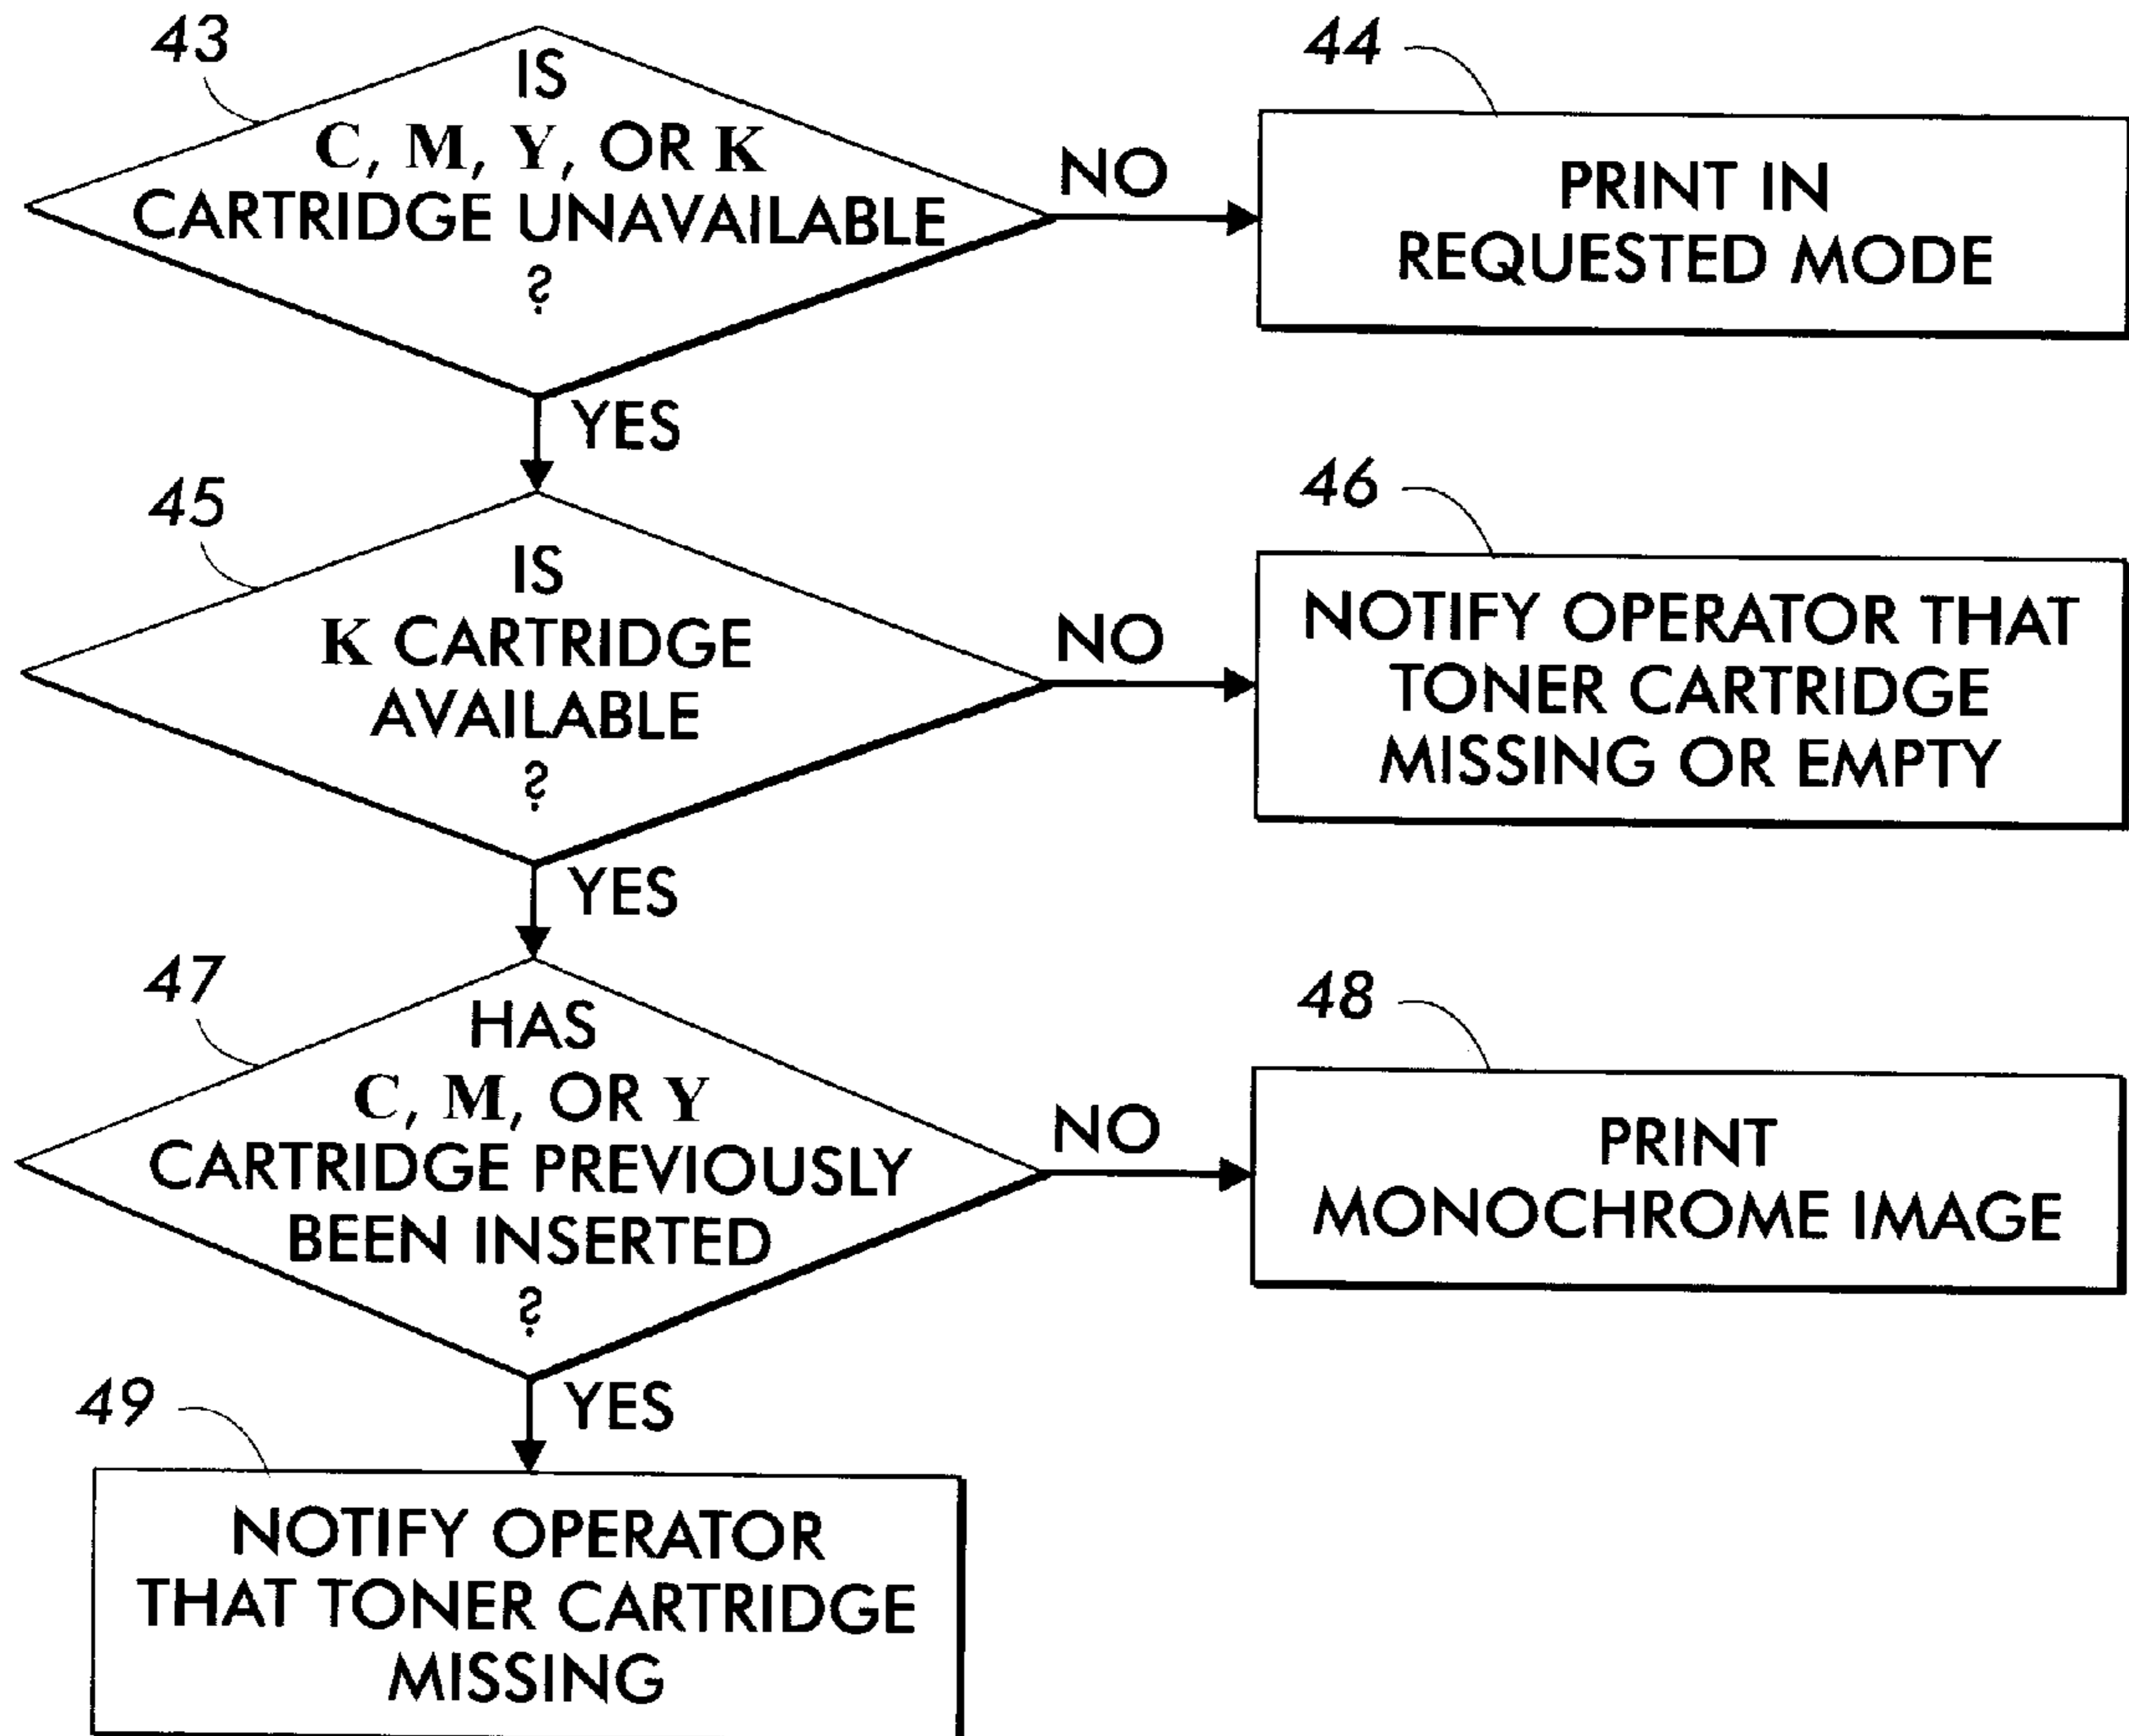 43
IS
C, M, Y, OR K
CARTRIDGE UNAVAILABLE
?
NO
44
PRINT IN
REQUESTED MODE
YES
45
IS
K CARTRIDGE
AVAILABLE
?
NO
46
NOTIFY OPERATOR THAT
TONER CARTRIDGE
MISSING OR EMPTY
YES
47
HAS
C, M, OR Y
CARTRIDGE PREVIOUSLY
BEEN INSERTED
?
NO
48
PRINT
MONOCHROME IMAGE
YES
49
NOTIFY OPERATOR
THAT TONER CARTRIDGE
MISSING